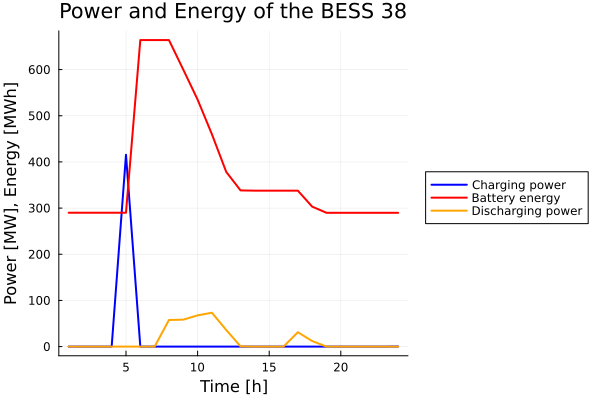 Power and Energy of the BESS 38
Power [MW], Energy [MWh]
600
500
400
300
200
100
0
5
10
15
20
Time [h]
Charging power
Battery energy
Discharging power